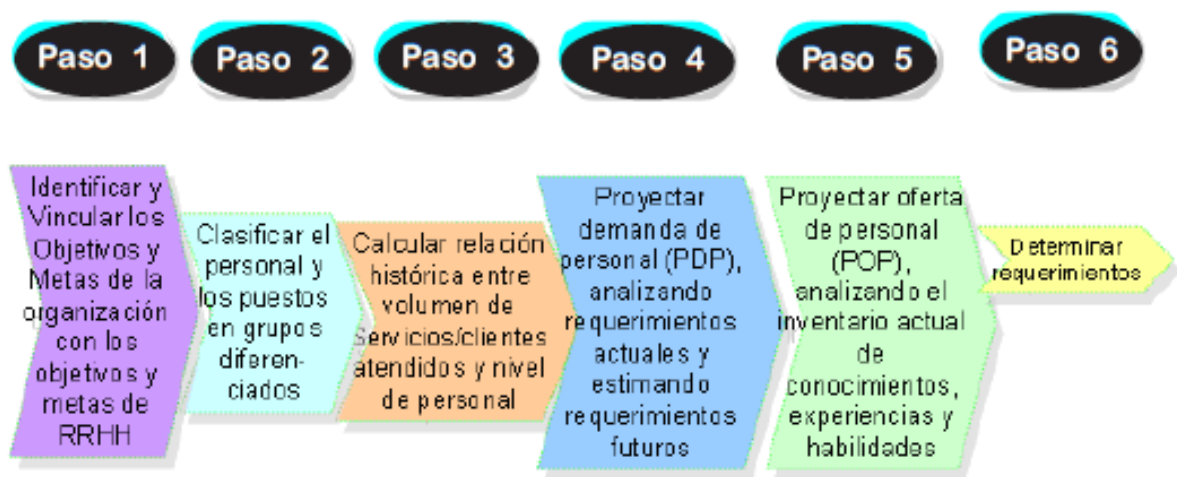 Paso 1
Paso 2
Paso 3
Paso 4
Paso 5
Paso 6
Identificar y
Vincular los
Objetivos y
Metas de la
organización
con los
objetivos y
metas de
RRHH
Clasificar el
personal y
los puestos
en grupos
diferen-
ciados
Calcular relación
histórica entre
volumen de
Servicios/clientes
atendidos y nivel
de personal
Proyectar
demanda de
personal (PDP),
analizando
requerimientos
actuales y
estimando
requerimientos
futuros
Proyectar oferta
de personal
(POP),
analizando el
inventario actual
de
conocimientos,
experiencias y
habilidades
Determinar
requerimientos